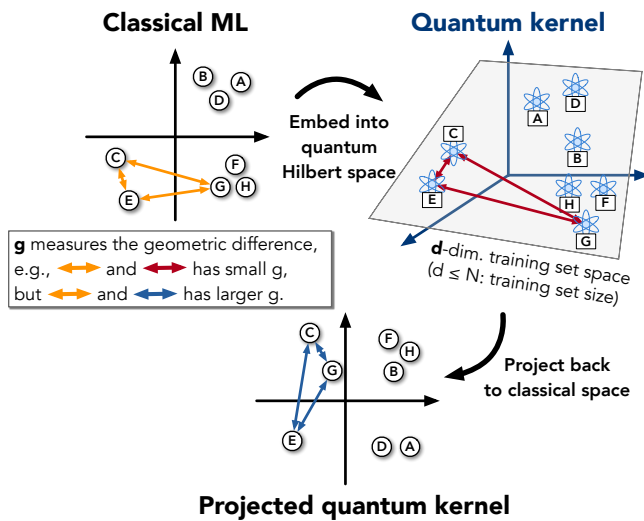 Classical ML
Quantum kernel
B
A
D
C
F
G
H
E
Embed into
quantum
Hilbert space
D
A
C
B
E
H
F
G
g measures the geometric difference,
e.g., and has small g,
but and has larger g.
d-dim. training set space
(d ≤ N: training set size)
C
F
H
G
B
E
D
A
Project back
to classical space
Projected quantum kernel